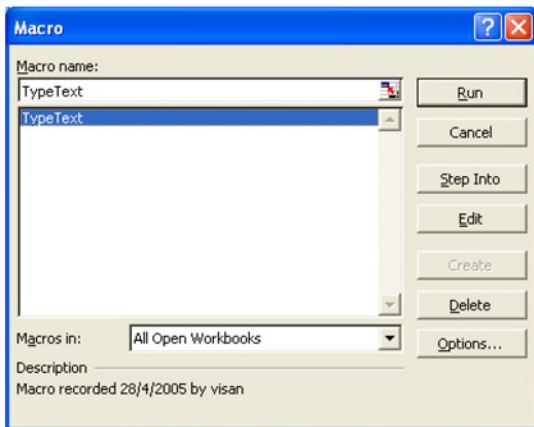 Macro
Macro name:
TypeText
Run
TypeText
Cancel
Step Into
Edit
Create
Delete
Macros in:
All Open Workbooks
Options...
Description
Macro recorded 28/4/2005 by visan